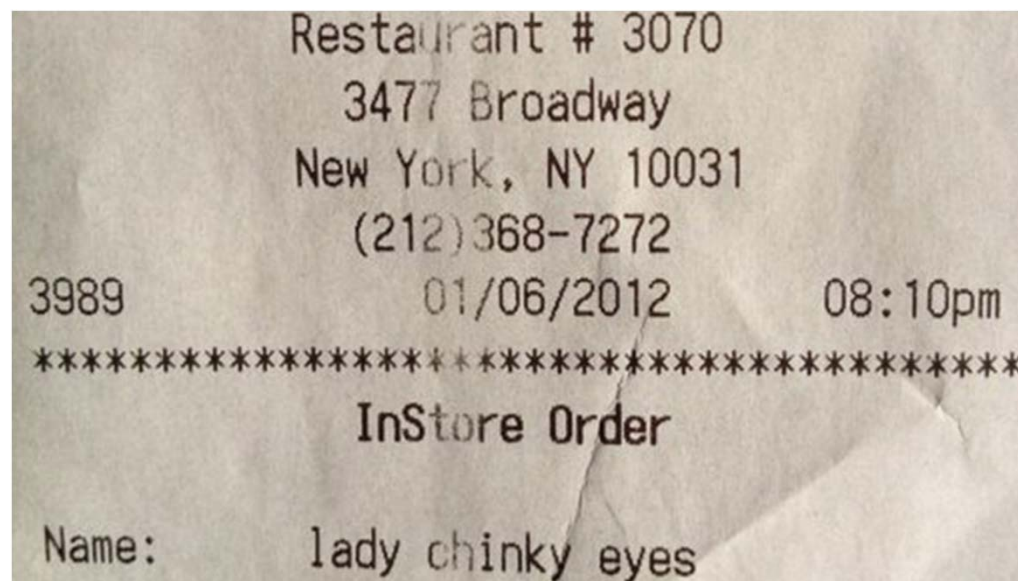 Restaurant # 3070
3477 Broadway
New York, NY 10031
(212)368-7272
3989 01/06/2012 08:10pm
*****************************************
InStore Order
Name: lady chinky eyes